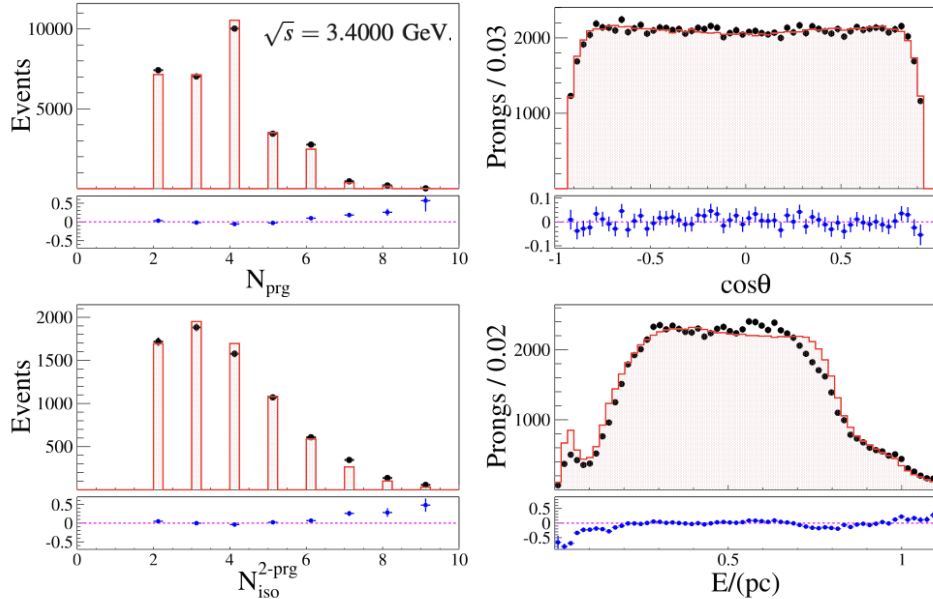 √s = 3.4000 GeV.
Events
10000
5000
0.5
0
-0.5
0 2 4 6 8 10
N_prg
Prongs / 0.03
2000
1000
0.1
0
0.1
-1 -0.5 0 0.5
cosθ
Events
2000
1500
1000
500
0.5
0
-0.5
0 2 4 6 8 10
N_iso^2-prg
Prongs / 0.02
2000
1000
0.5
0
-0.5
0.5 1
E/(pc)